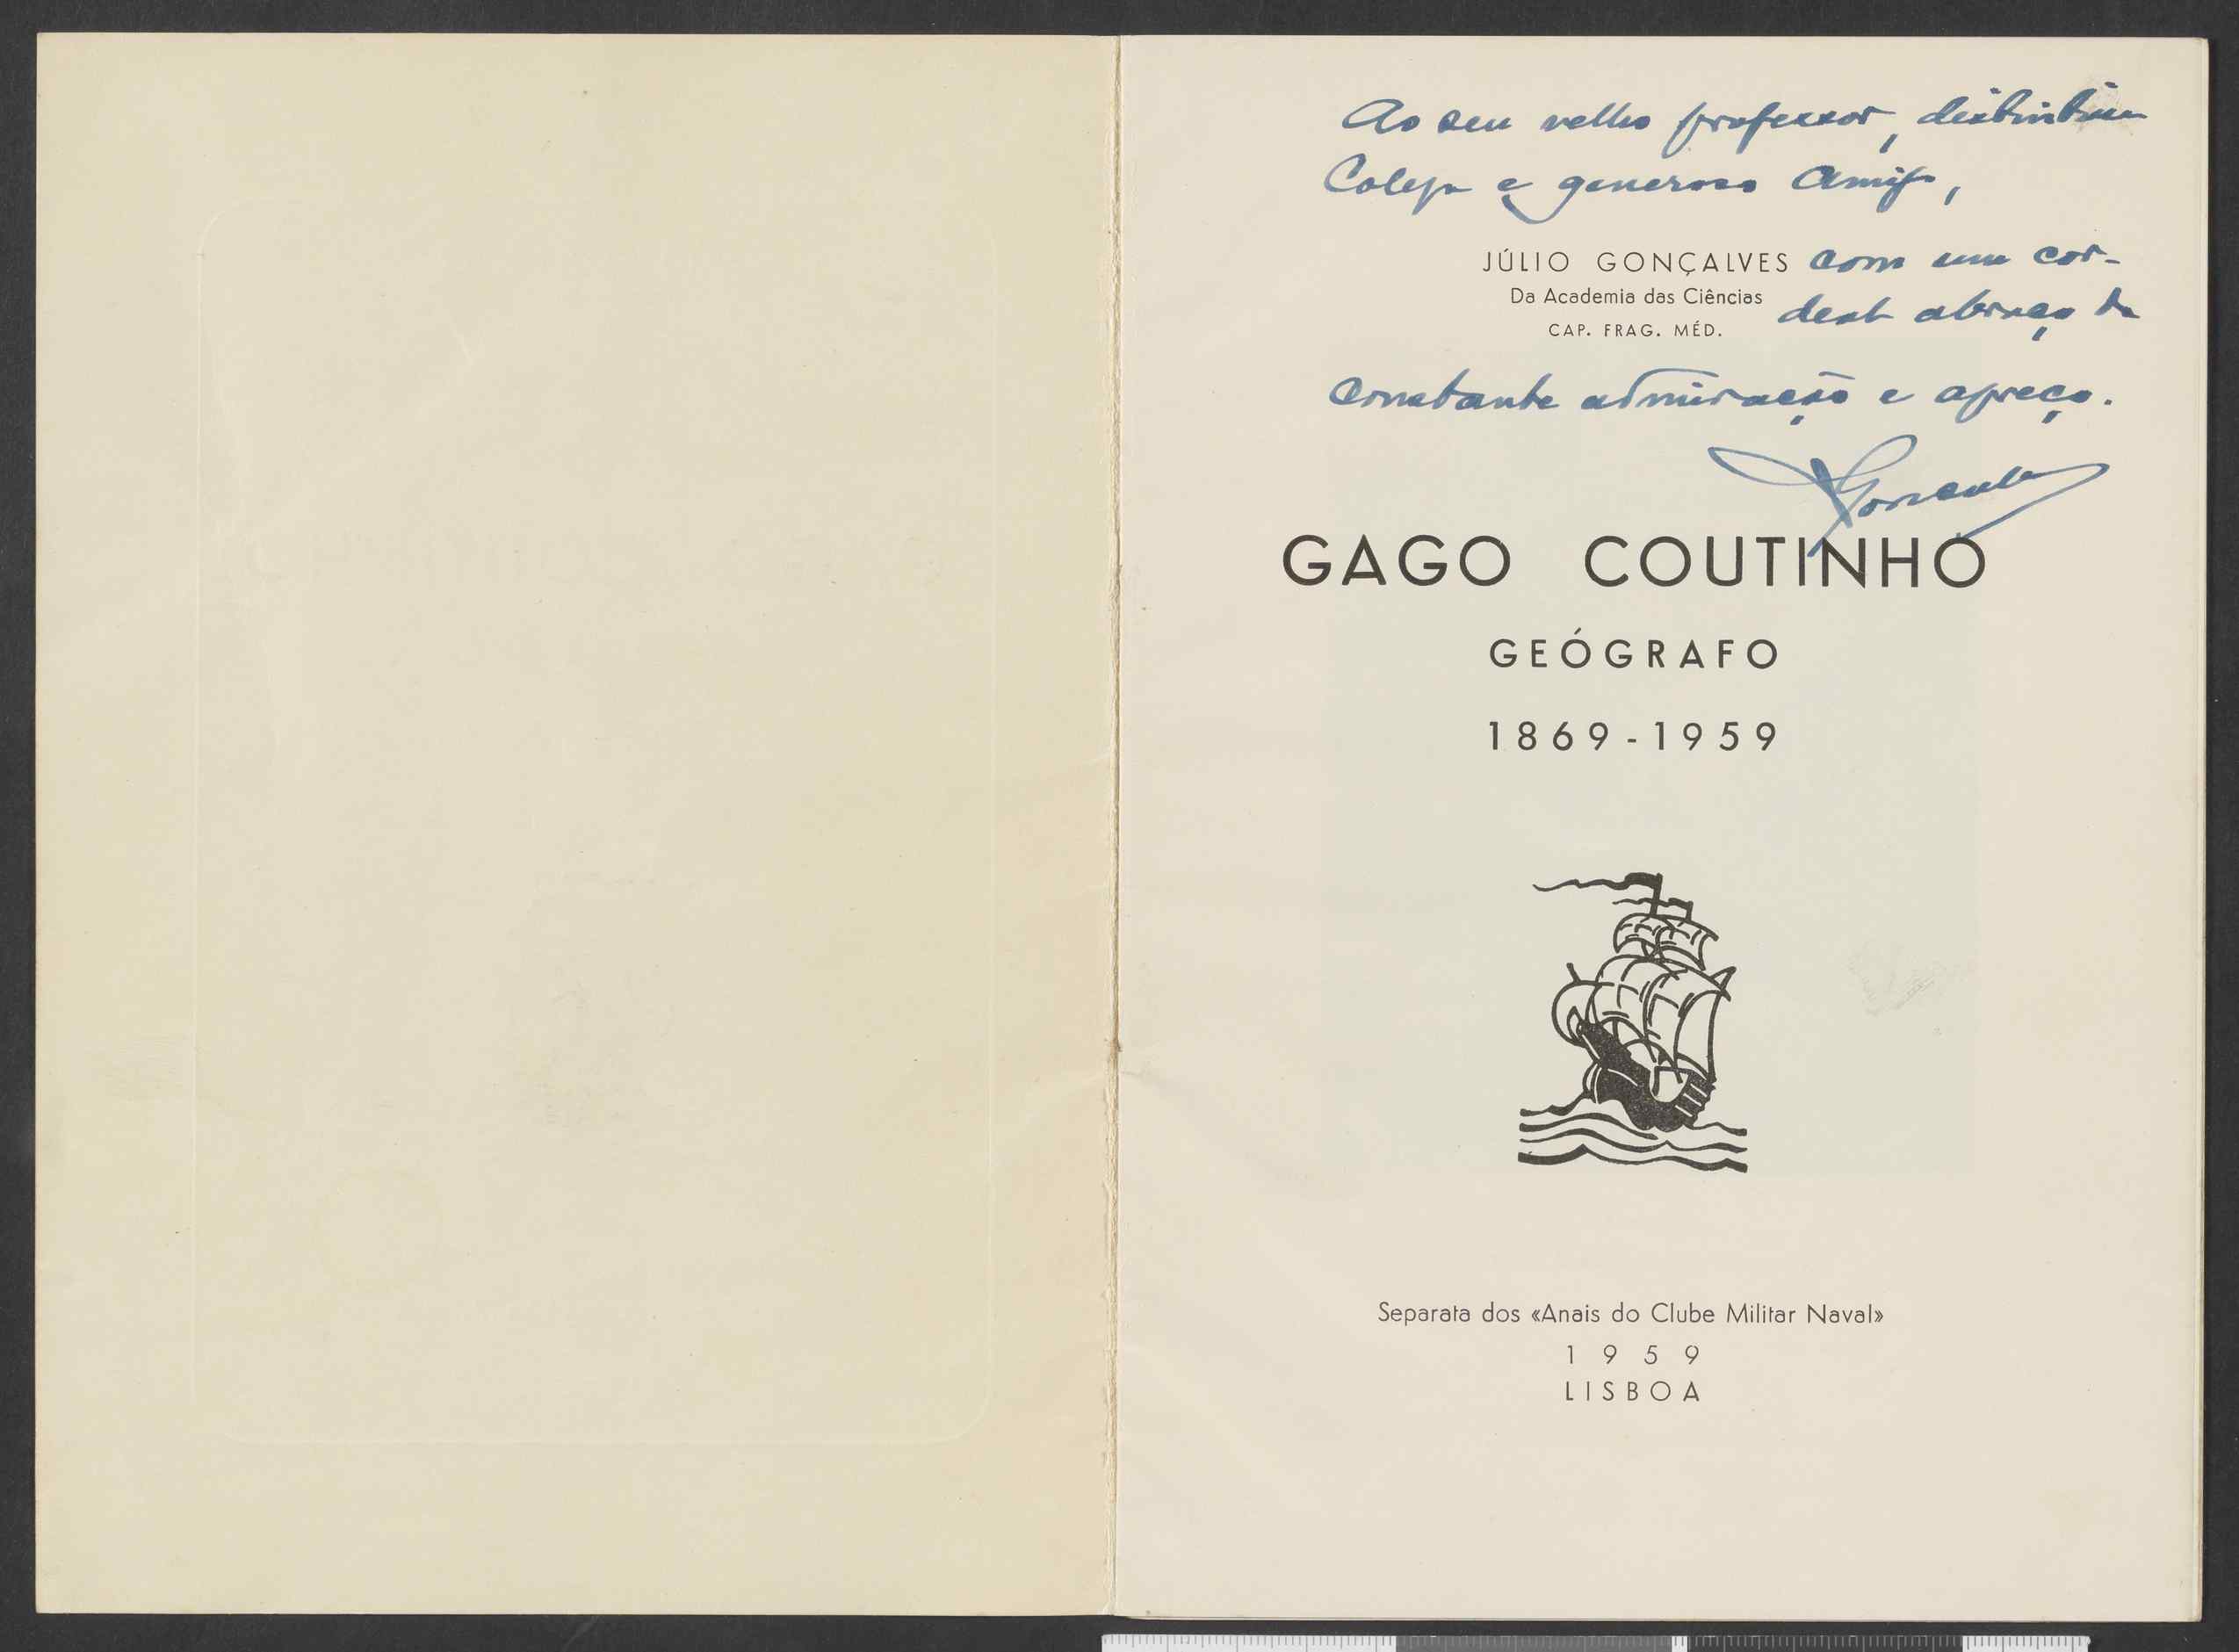 Ao seu velho professor, distintíssimo
Colega e generoso Amigo,
JÚLIO GONÇALVES com um cor-
Da Academia das Ciências
deal abraço de
CAP. FRAG. MÉD.
constante admiração e apreço.
Gonçalves
GAGO COUTINHO
GEÓGRAFO
1869-1959
Separata dos «Anais do Clube Militar Naval»
1959
LISBOA